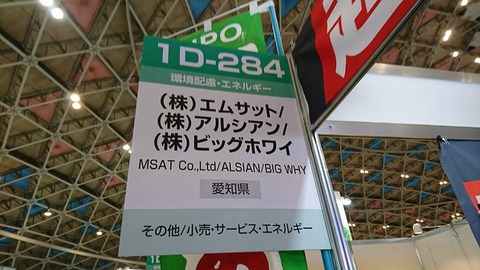 1D-284
環境配慮・エネルギー
(株)エムサット/
(株)アルシアン/
(株)ビッグホワイ
MSAT Co.,Ltd/ALSIAN/BIG WHY
愛知県
その他/小売・サービス・エネルギー